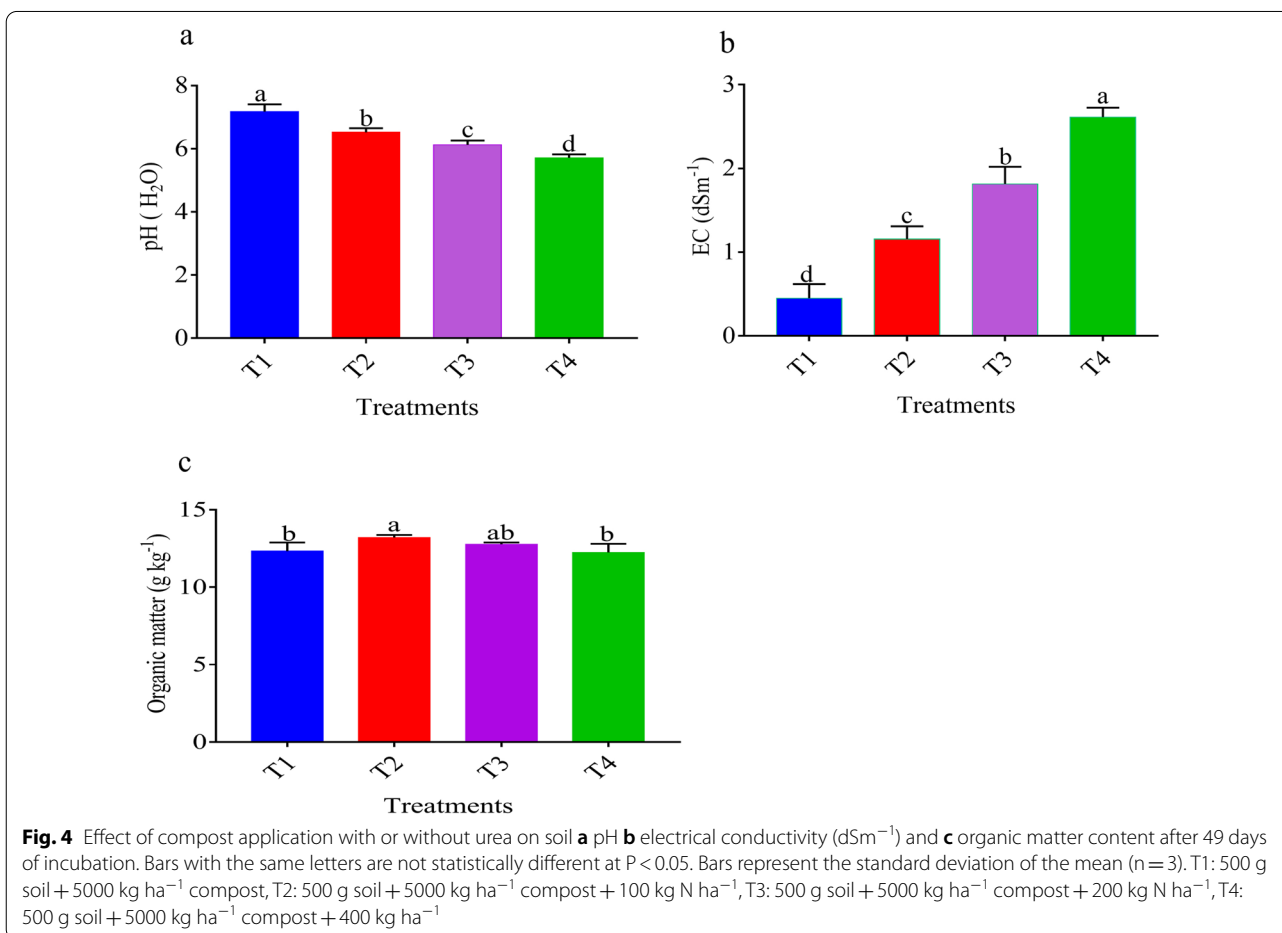 a
8
6
4
2
0
pH ( H₂O)
a
b
c
d
T1
T2
T3
T4
Treatments
b
3
2
1
0
EC (dSm⁻¹)
d
c
b
a
T1
T2
T3
T4
Treatments
c
15
10
5
0
Organic matter (g kg⁻¹)
b
a
ab
b
T1
T2
T3
T4
Treatments
Fig. 4 Effect of compost application with or without urea on soil a pH b electrical conductivity (dSm⁻¹) and c organic matter content after 49 days
of incubation. Bars with the same letters are not statistically different at P < 0.05. Bars represent the standard deviation of the mean (n = 3). T1: 500 g
soil + 5000 kg ha⁻¹ compost, T2: 500 g soil + 5000 kg ha⁻¹ compost + 100 kg N ha⁻¹, T3: 500 g soil + 5000 kg ha⁻¹ compost + 200 kg N ha⁻¹, T4:
500 g soil + 5000 kg ha⁻¹ compost + 400 kg ha⁻¹